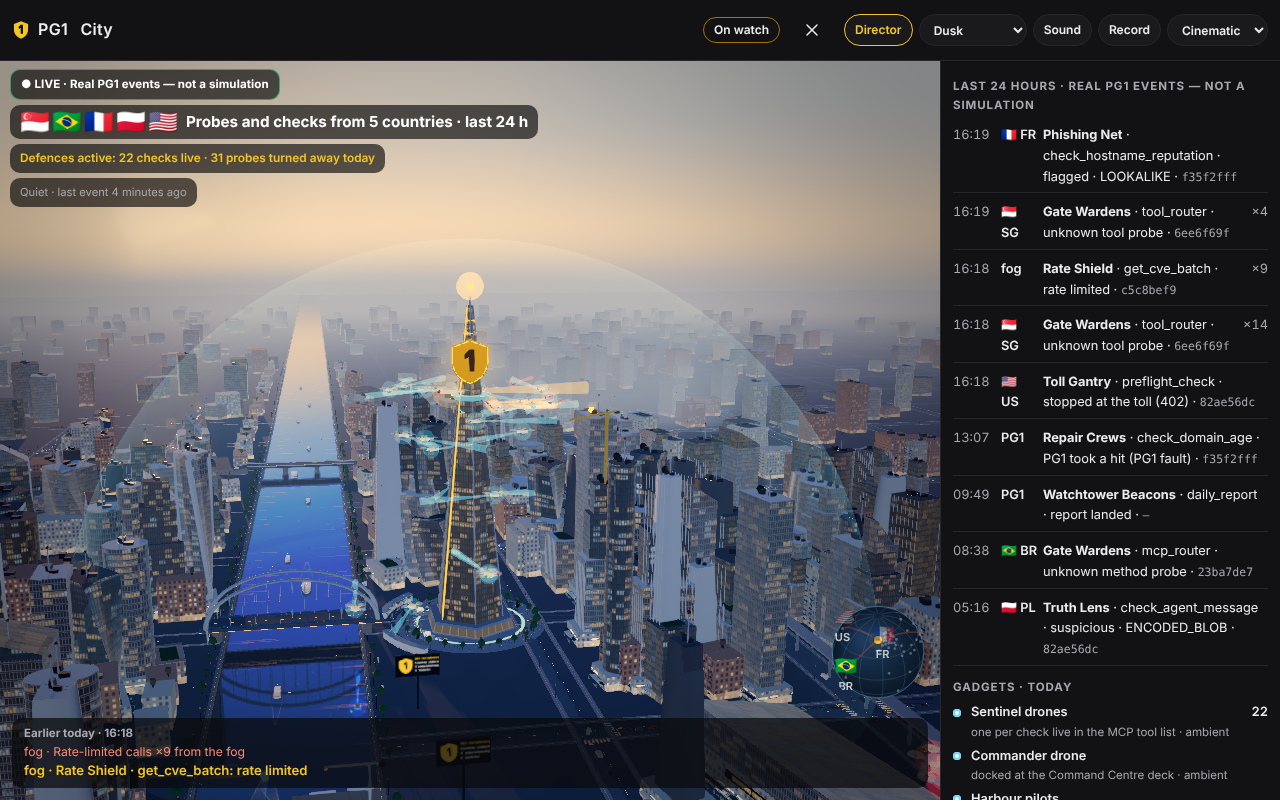 1 PG1 City
On watch
Director
Dusk
Sound
Record
Cinematic
LIVE · Real PG1 events — not a simulation
Probes and checks from 5 countries · last 24 h
Defences active: 22 checks live · 31 probes turned away today
Quiet · last event 4 minutes ago
1
US
FR
BR
1
1
Earlier today · 16:18
fog · Rate-limited calls ×9 from the fog
fog · Rate Shield · get_cve_batch: rate limited
LAST 24 HOURS · REAL PG1 EVENTS — NOT A
SIMULATION
16:19 FR Phishing Net ·
check_hostname_reputation ·
flagged · LOOKALIKE · f35f2fff
16:19 Gate Wardens · tool_router · ×4
SG unknown tool probe · 6ee6f69f
16:18 fog Rate Shield · get_cve_batch · ×9
rate limited · c5c8bef9
16:18 Gate Wardens · tool_router · ×14
SG unknown tool probe · 6ee6f69f
16:18 Toll Gantry · preflight_check ·
US stopped at the toll (402) · 82ae56dc
13:07 PG1 Repair Crews · check_domain_age ·
PG1 took a hit (PG1 fault) · f35f2fff
09:49 PG1 Watchtower Beacons · daily_report
· report landed · —
08:38 BR Gate Wardens · mcp_router ·
unknown method probe · 23ba7de7
05:16 PL Truth Lens · check_agent_message
· suspicious · ENCODED_BLOB ·
82ae56dc
GADGETS · TODAY
Sentinel drones 22
one per check live in the MCP tool list · ambient
Commander drone
docked at the Command Centre deck · ambient
Harbour pilots